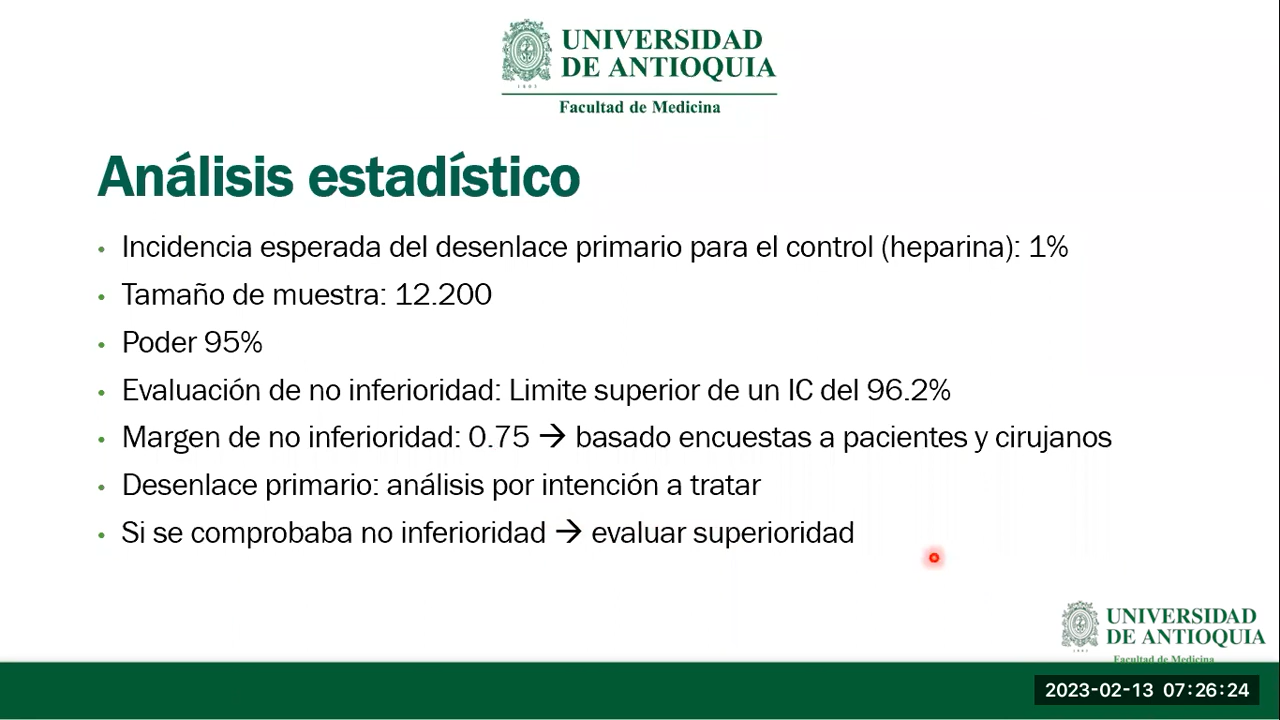 UNIVERSIDAD
DE ANTIOQUIA
1803
Facultad de Medicina
Análisis estadístico
• Incidencia esperada del desenlace primario para el control (heparina): 1%
• Tamaño de muestra: 12.200
• Poder 95%
• Evaluación de no inferioridad: Limite superior de un IC del 96.2%
• Margen de no inferioridad: 0.75 → basado encuestas a pacientes y cirujanos
• Desenlace primario: análisis por intención a tratar
• Si se comprobaba no inferioridad → evaluar superioridad
UNIVERSIDAD
DE ANTIOQUIA
1803
Facultad de Medicina
2023-02-13 07:26:24